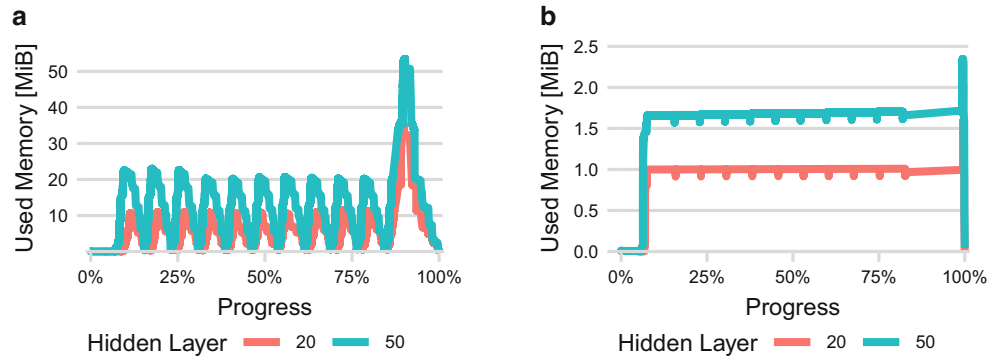 a
Used Memory [MiB]
50
40
30
20
10
0% 25% 50% 75% 100%
Progress
Hidden Layer 20 50
b
Used Memory [MiB]
2.5
2.0
1.5
1.0
0.5
0.0
0% 25% 50% 75% 100%
Progress
Hidden Layer 20 50